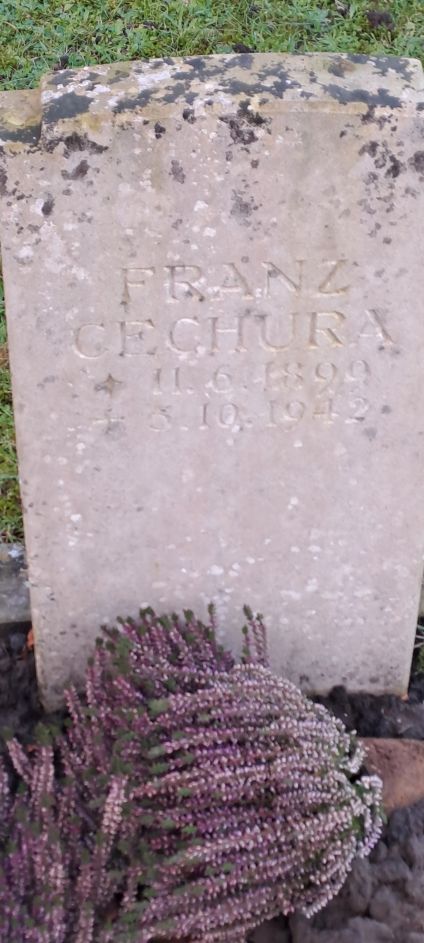 FRANZ
CECHURA
✦ 11.6.1899
+ 3.10.1942